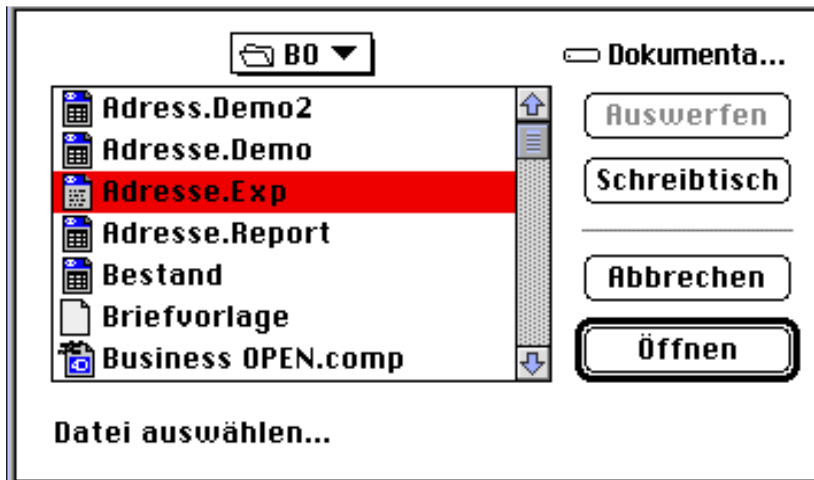 BO
Dokumenta...
Adress.Demo2
Adresse.Demo
Adresse.Exp
Adresse.Report
Bestand
Briefvorlage
Business OPEN.comp
Auswerfen
Schreibtisch
Abbrechen
Öffnen
Datei auswählen...